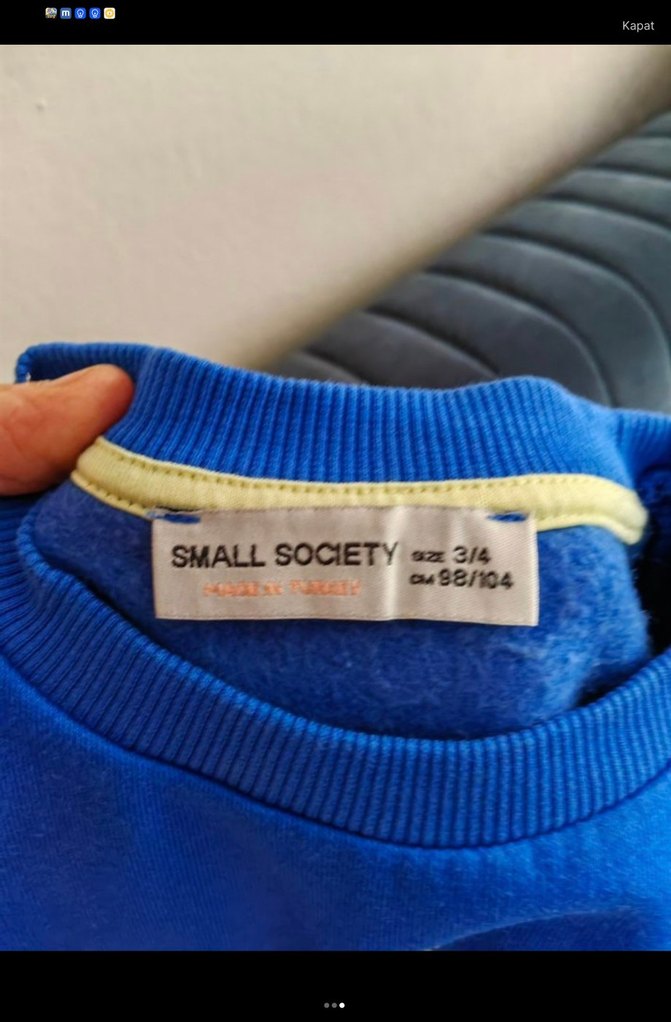 Kapat
SMALL SOCIETY
SIZE 3/4
MADE IN TURKEY
CM 98/104